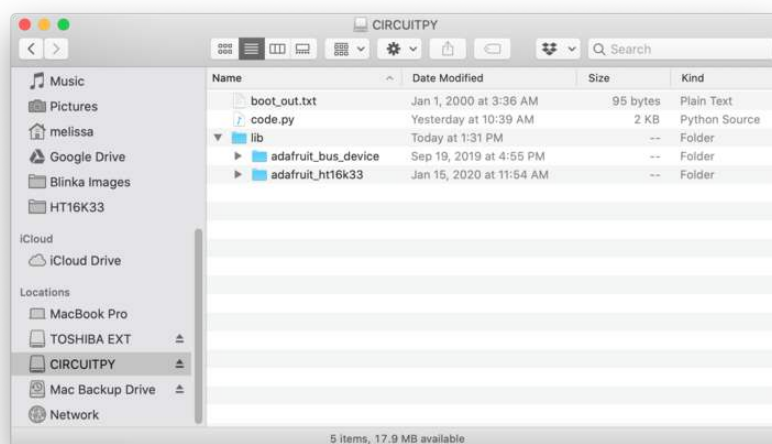 CIRCUITPY
Search
Music
Pictures
melissa
Google Drive
Blinka Images
HT16K33
iCloud
iCloud Drive
Locations
MacBook Pro
TOSHIBA EXT
CIRCUITPY
Mac Backup Drive
Network
Name Date Modified Size Kind
boot_out.txt Jan 1, 2000 at 3:36 AM 95 bytes Plain Text
code.py Yesterday at 10:39 AM 2 KB Python Source
lib Today at 1:31 PM -- Folder
adafruit_bus_device Sep 19, 2019 at 4:55 PM -- Folder
adafruit_ht16k33 Jan 15, 2020 at 11:54 AM -- Folder
5 items, 17.9 MB available